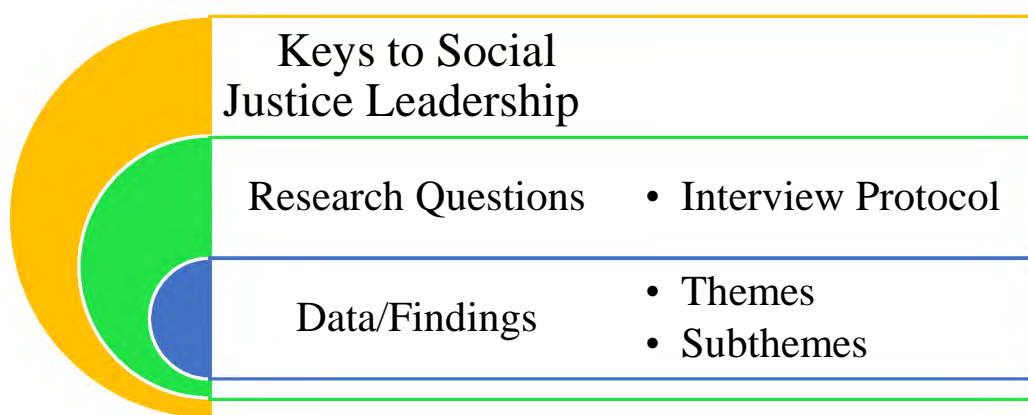 Keys to Social
Justice Leadership
Research Questions
• Interview Protocol
Data/Findings
• Themes
• Subthemes